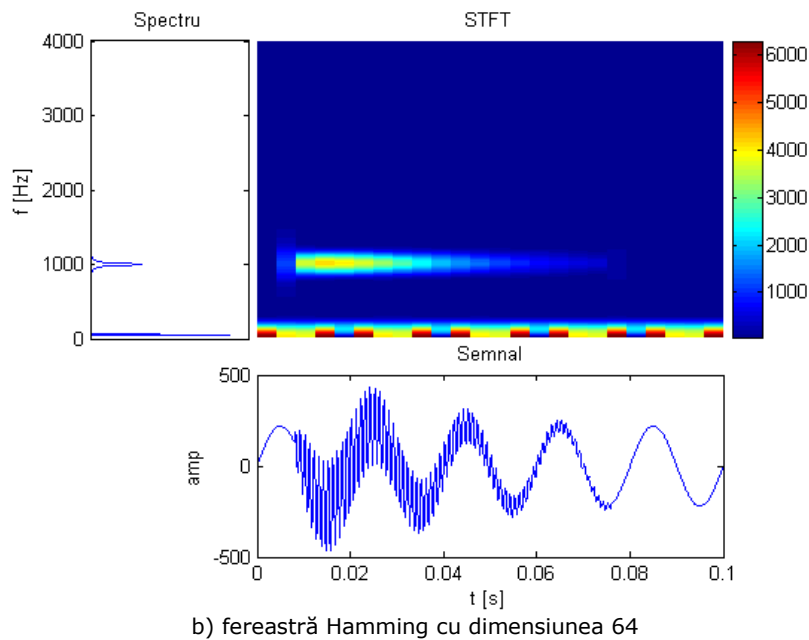 Spectru
STFT
4000
3000
2000
1000
0
f [Hz]
6000
5000
4000
3000
2000
1000
Semnal
500
0
-500
amp
0
0.02
0.04
0.06
0.08
0.1
t [s]
b) fereastră Hamming cu dimensiunea 64